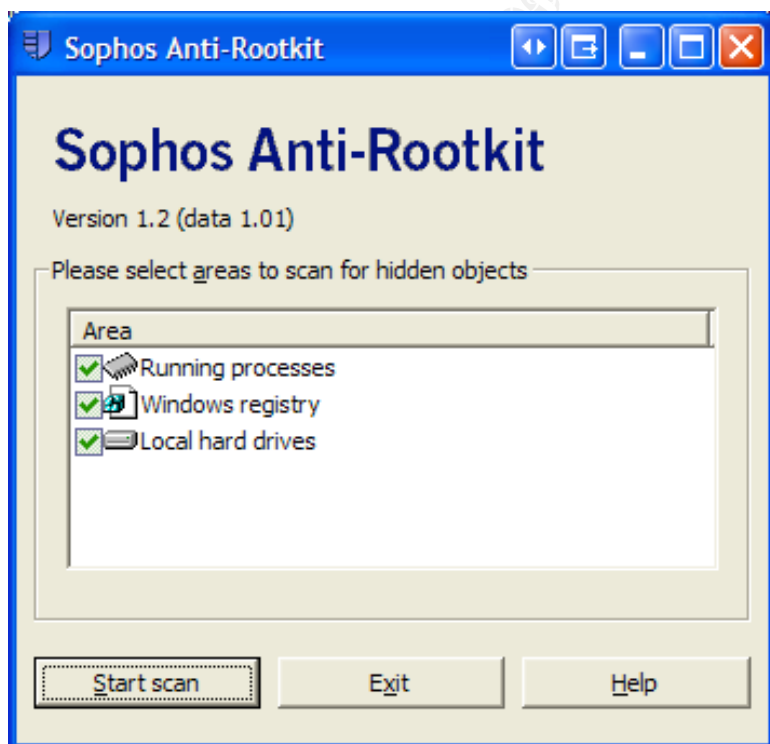 Sophos Anti-Rootkit
Sophos Anti-Rootkit
Version 1.2 (data 1.01)
Please select areas to scan for hidden objects
Area
Running processes
Windows registry
Local hard drives
Start scan
Exit
Help